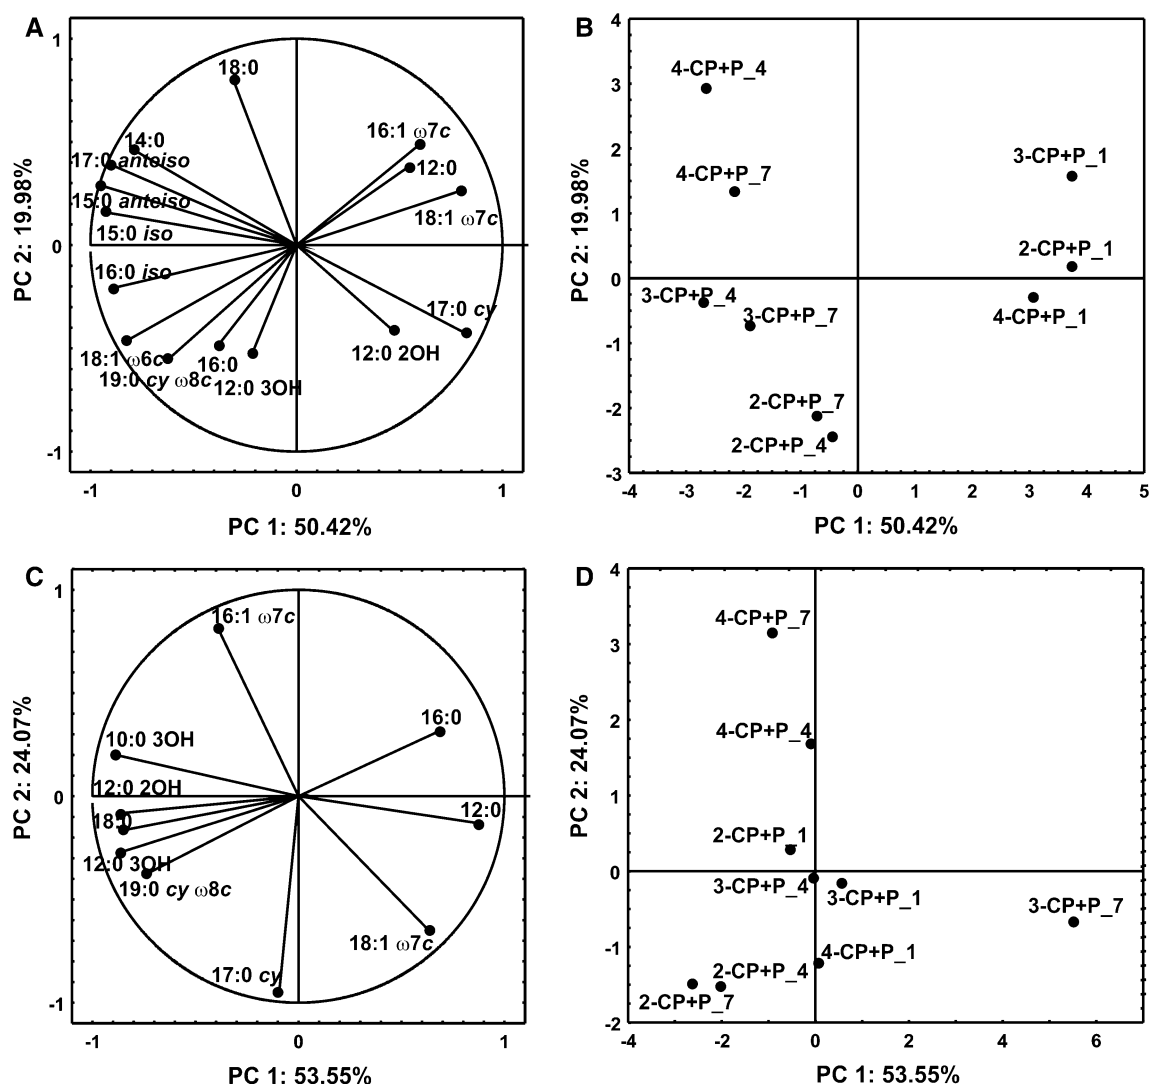 A
1
0
-1
PC 2: 19.98%
18:0
16:1 ω7c
14:0
17:0 anteiso
12:0
15:0 anteiso
18:1 ω7c
15:0 iso
16:0 iso
17:0 cy
12:0 2OH
18:1 ω6c
16:0
19:0 cy ω8c
12:0 3OH
-1 0 1
PC 1: 50.42%
B
4
3
2
1
0
-1
-2
-3
PC 2: 19.98%
4-CP+P_4
3-CP+P_1
4-CP+P_7
2-CP+P_1
3-CP+P_4
3-CP+P_7
4-CP+P_1
2-CP+P_7
2-CP+P_4
-4 -3 -2 -1 0 1 2 3 4 5
PC 1: 50.42%
C
1
0
-1
PC 2: 24.07%
16:1 ω7c
16:0
10:0 3OH
12:0 2OH
12:0
18:0
12:0 3OH
19:0 cy ω8c
18:1 ω7c
17:0 cy
-1 0 1
PC 1: 53.55%
D
4
3
2
1
0
-1
-2
PC 2: 24.07%
4-CP+P_7
4-CP+P_4
2-CP+P_1
3-CP+P_4
3-CP+P_1
3-CP+P_7
4-CP+P_1
2-CP+P_4
2-CP+P_7
-4 -2 0 2 4 6
PC 1: 53.55%